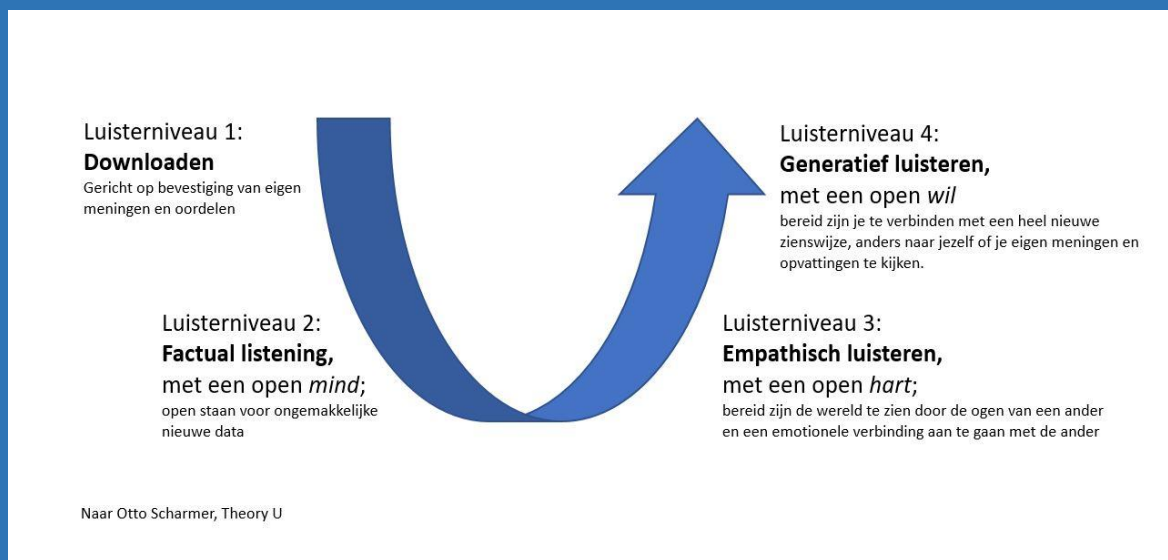 Luisterniveau 1:
Downloaden
Gericht op bevestiging van eigen
meningen en oordelen
Luisterniveau 2:
Factual listening,
met een open mind;
open staan voor ongemakkelijke
nieuwe data
Luisterniveau 3:
Empathisch luisteren,
met een open hart;
bereid zijn de wereld te zien door de ogen van een ander
en een emotionele verbinding aan te gaan met de ander
Luisterniveau 4:
Generatief luisteren,
met een open wil
bereid zijn je te verbinden met een heel nieuwe
zienswijze, anders naar jezelf of je eigen meningen en
opvattingen te kijken.
Naar Otto Scharmer, Theory U